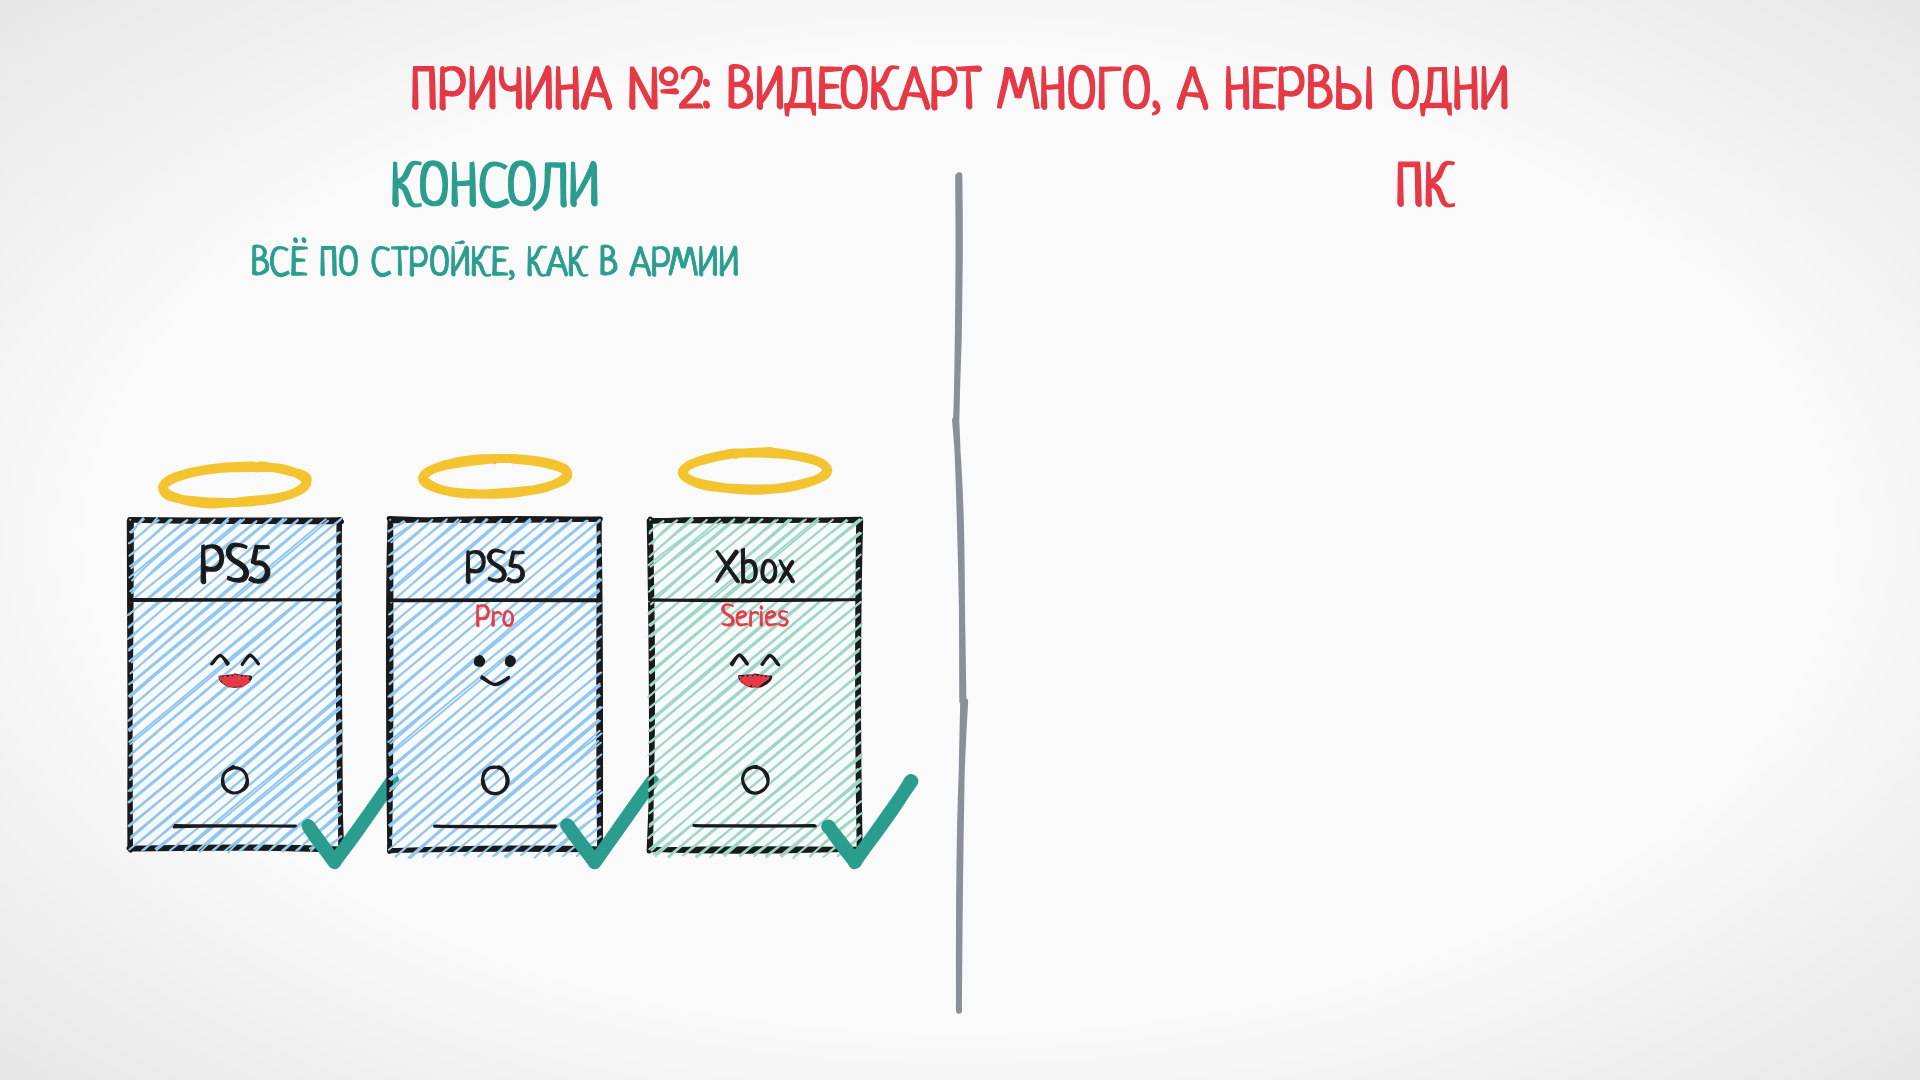 ПРИЧИНА №2: ВИДЕОКАРТ МНОГО, А НЕРВЫ ОДНИ
КОНСОЛИ
ВСЁ ПО СТРОЙКЕ, КАК В АРМИИ
PS5
PS5
Pro
Xbox
Series
ПК